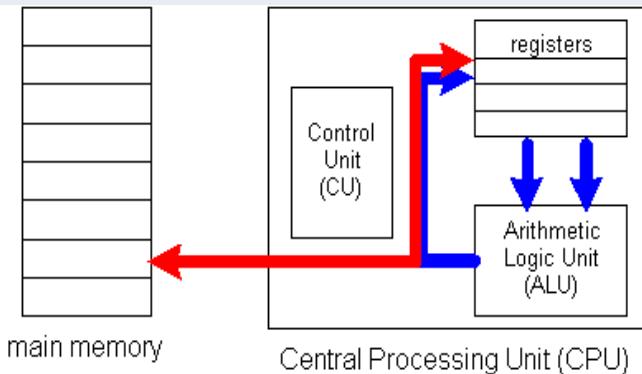 registers
Control
Unit
(CU)
Arithmetic
Logic Unit
(ALU)
main memory
Central Processing Unit (CPU)